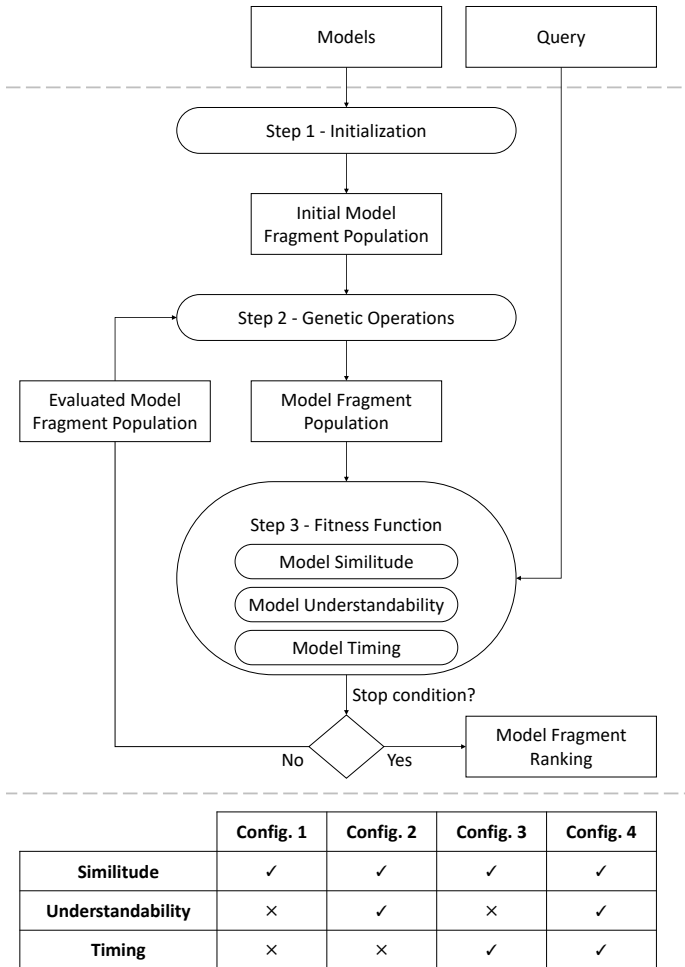 Models
Query
Step 1 - Initialization
Initial Model
Fragment Population
Step 2 - Genetic Operations
Evaluated Model
Fragment Population
Model Fragment
Population
Step 3 - Fitness Function
Model Similitude
Model Understandability
Model Timing
Stop condition?
No
Yes
Model Fragment
Ranking
Config. 1 Config. 2 Config. 3 Config. 4
Similitude ✓ ✓ ✓ ✓
Understandability × ✓ × ✓
Timing × × ✓ ✓